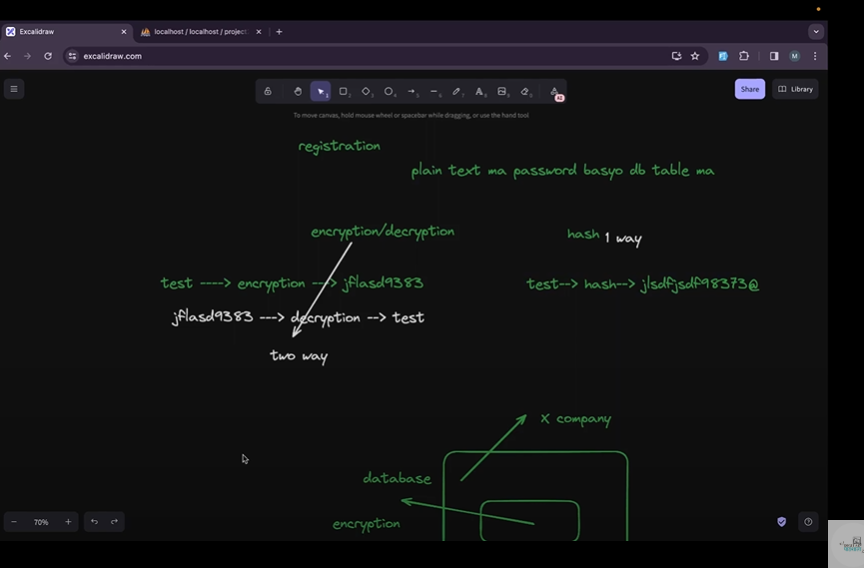 Excalidraw
localhost / localhost / project
excalidraw.com
M
Share
Library
To move canvas, hold mouse wheel or spacebar while dragging, or use the hand tool
registration
plain text ma password basyo db table ma
encryption/decryption
hash 1 way
test ----> encryption ---> jflasd9383
test--> hash--> jlsdfjsdf98373@
jflasd9383 ---> decryption --> test
two way
X company
database
encryption
70%